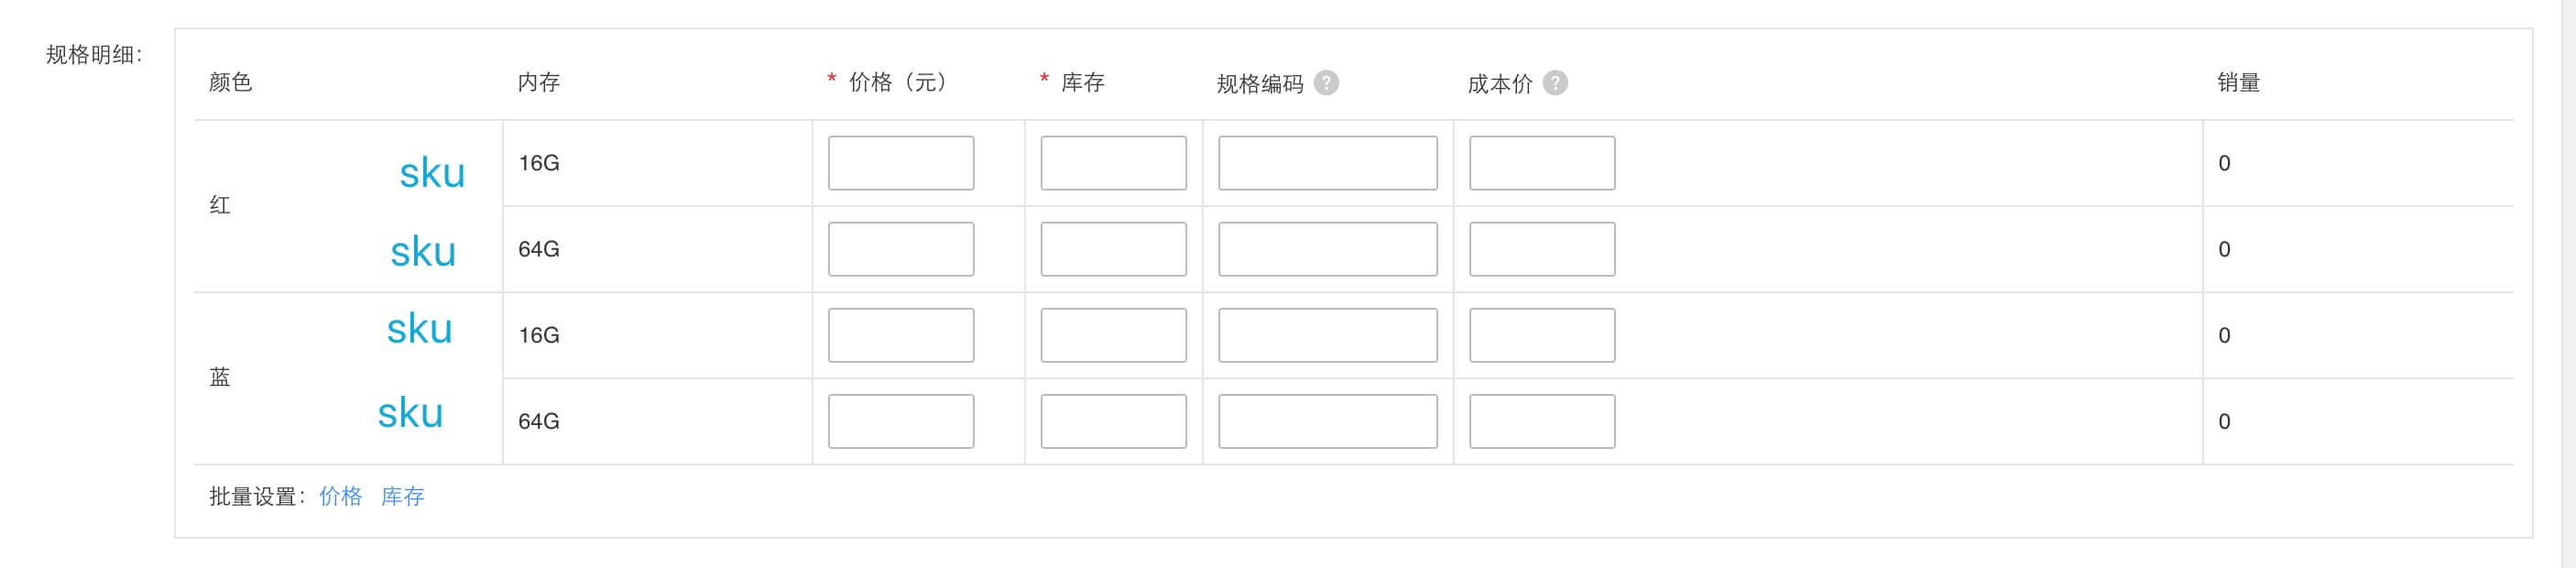 规格明细:
颜色 内存 * 价格（元） * 库存 规格编码 ? 成本价 ? 销量
红 sku 16G 0
sku 64G 0
蓝 sku 16G 0
sku 64G 0
批量设置: 价格 库存